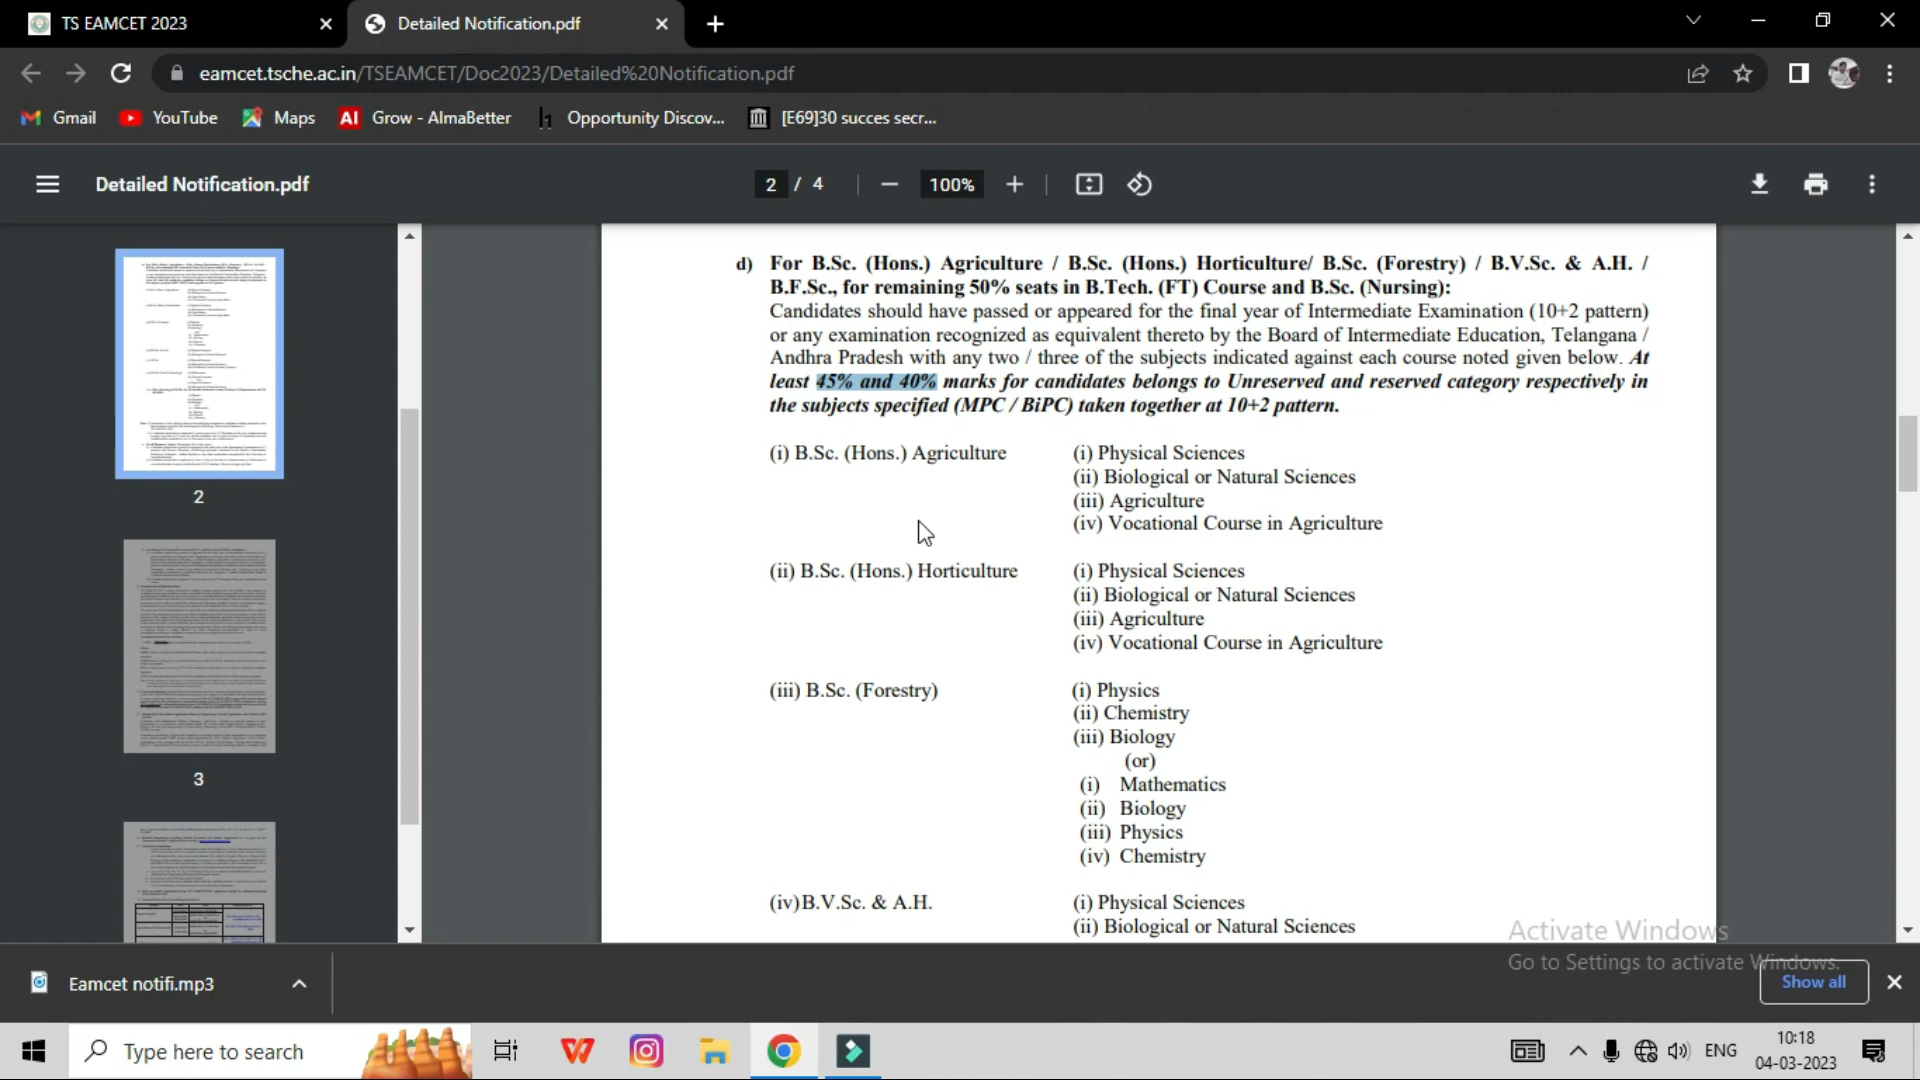 TS EAMCET 2023
Detailed Notification.pdf
eamcet.tsche.ac.in/TSEAMCET/Doc2023/Detailed%20Notification.pdf
Gmail YouTube Maps AI Grow - AlmaBetter h1 Opportunity Discov... [E69]30 succes secr...
Detailed Notification.pdf
2 / 4
100%
2
3
d) For B.Sc. (Hons.) Agriculture / B.Sc. (Hons.) Horticulture/ B.Sc. (Forestry) / B.V.Sc. & A.H. /
B.F.Sc., for remaining 50% seats in B.Tech. (FT) Course and B.Sc. (Nursing):
Candidates should have passed or appeared for the final year of Intermediate Examination (10+2 pattern)
or any examination recognized as equivalent thereto by the Board of Intermediate Education, Telangana /
Andhra Pradesh with any two / three of the subjects indicated against each course noted given below. At
least 45% and 40% marks for candidates belongs to Unreserved and reserved category respectively in
the subjects specified (MPC / BiPC) taken together at 10+2 pattern.
(i) B.Sc. (Hons.) Agriculture (i) Physical Sciences
(ii) Biological or Natural Sciences
(iii) Agriculture
(iv) Vocational Course in Agriculture
(ii) B.Sc. (Hons.) Horticulture (i) Physical Sciences
(ii) Biological or Natural Sciences
(iii) Agriculture
(iv) Vocational Course in Agriculture
(iii) B.Sc. (Forestry) (i) Physics
(ii) Chemistry
(iii) Biology
(or)
(i) Mathematics
(ii) Biology
(iii) Physics
(iv) Chemistry
(iv)B.V.Sc. & A.H. (i) Physical Sciences
(ii) Biological or Natural Sciences
Activate Windows
Go to Settings to activate Windows.
Eamcet notifi.mp3
Show all
Type here to search
ENG
10:18
04-03-2023